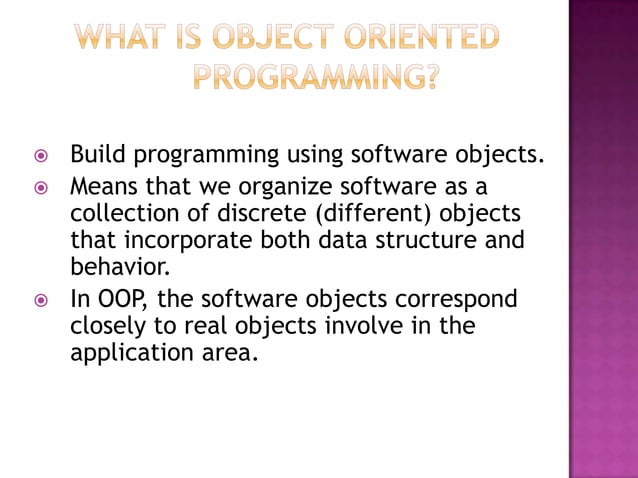 WHAT IS OBJECT ORIENTED
PROGRAMMING?
Build programming using software objects.
Means that we organize software as a
collection of discrete (different) objects
that incorporate both data structure and
behavior.
In OOP, the software objects correspond
closely to real objects involve in the
application area.